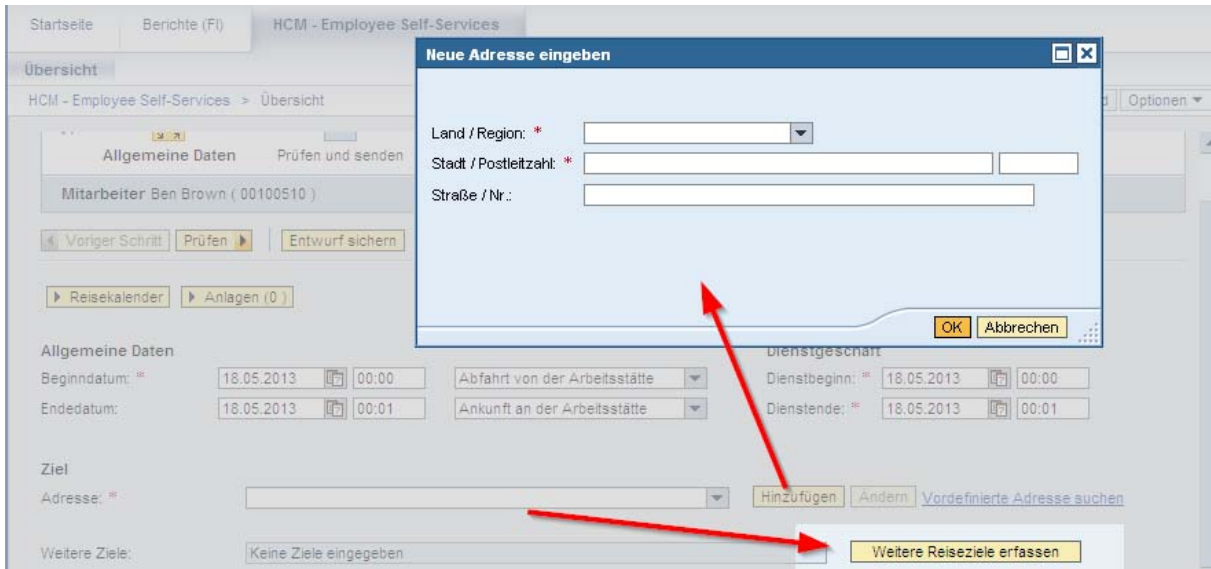 Startseite Berichte (FI) HCM - Employee Self-Services
Neue Adresse eingeben
Übersicht
HCM - Employee Self-Services > Übersicht
Optionen
Land / Region: *
Allgemeine Daten Prüfen und senden
Stadt / Postleitzahl: *
Mitarbeiter Ben Brown ( 00100510 )
Straße / Nr.:
Voriger Schritt Prüfen Entwurf sichern
Reisekalender Anlagen (0 )
OK Abbrechen
Allgemeine Daten Dienstgeschäft
Beginndatum: * 18.05.2013 00:00 Abfahrt von der Arbeitsstätte Dienstbeginn: * 18.05.2013 00:00
Endedatum: 18.05.2013 00:01 Ankunft an der Arbeitsstätte Dienstende: * 18.05.2013 00:01
Ziel
Adresse: * Hinzufügen Ändern Vordefinierte Adresse suchen
Weitere Ziele: Keine Ziele eingegeben Weitere Reiseziele erfassen